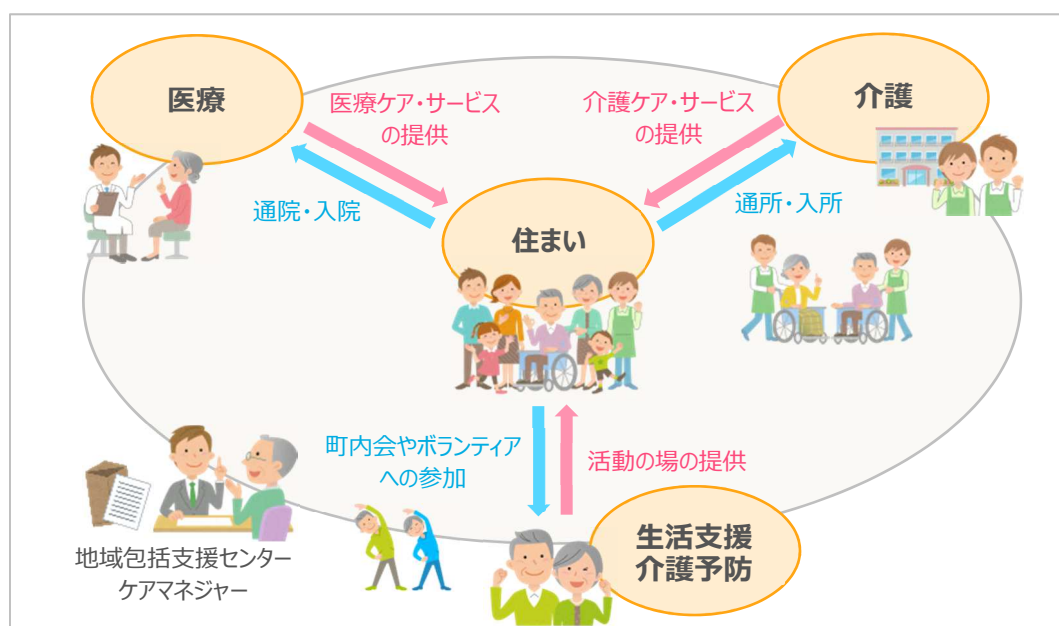 医療
医療ケア・サービス
の提供
介護ケア・サービス
の提供
介護
通院・入院
通所・入所
住まい
町内会やボランティア
への参加
活動の場の提供
生活支援
介護予防
地域包括支援センター
ケアマネジャー